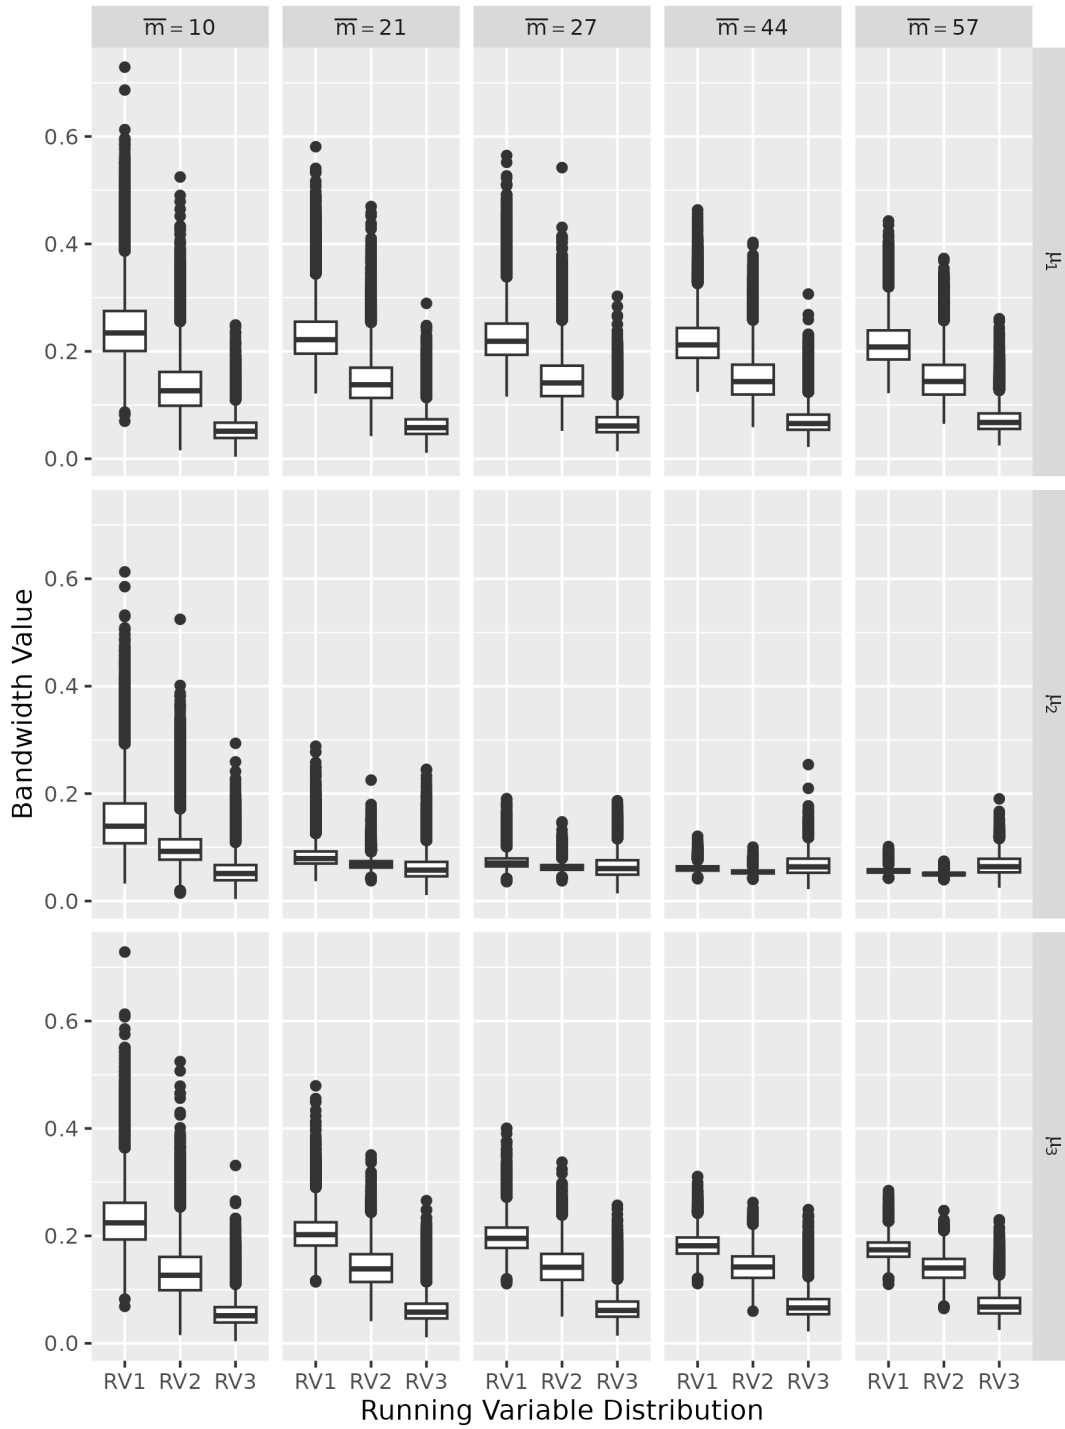 m̅ = 10 m̅ = 21 m̅ = 27 m̅ = 44 m̅ = 57
0.6
0.4
0.2
0.0
μ1
0.6
0.4
0.2
0.0
μ2
0.6
0.4
0.2
0.0
μ3
Bandwidth Value
RV1 RV2 RV3 RV1 RV2 RV3 RV1 RV2 RV3 RV1 RV2 RV3 RV1 RV2 RV3
Running Variable Distribution